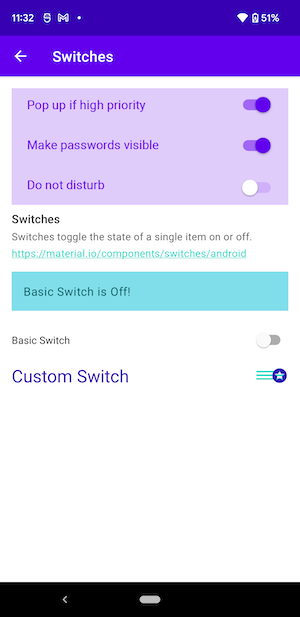 11:32
51%
Switches
Pop up if high priority
Make passwords visible
Do not disturb
Switches
Switches toggle the state of a single item on or off.
https://material.io/components/switches/android
Basic Switch is Off!
Basic Switch
Custom Switch